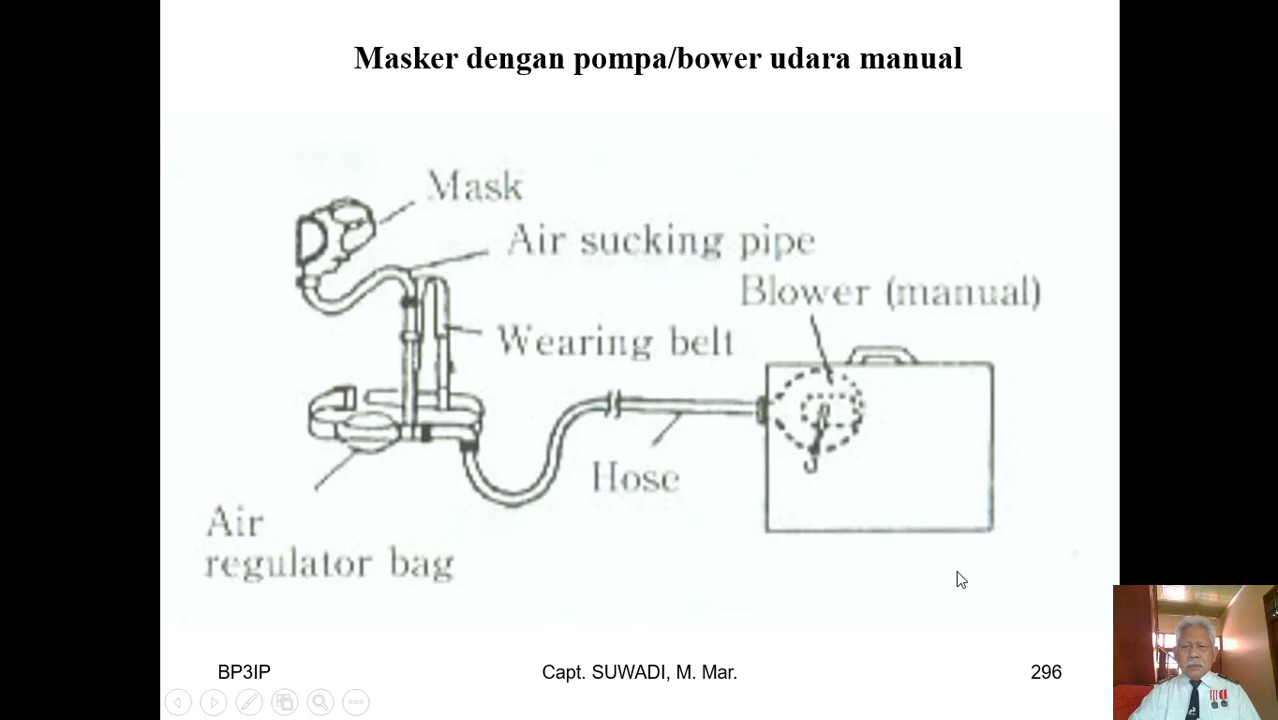 Masker dengan pompa/bower udara manual
Mask
Air sucking pipe
Blower (manual)
Wearing belt
Hose
Air
regulator bag
BP3IP
Capt. SUWADI, M. Mar.
296